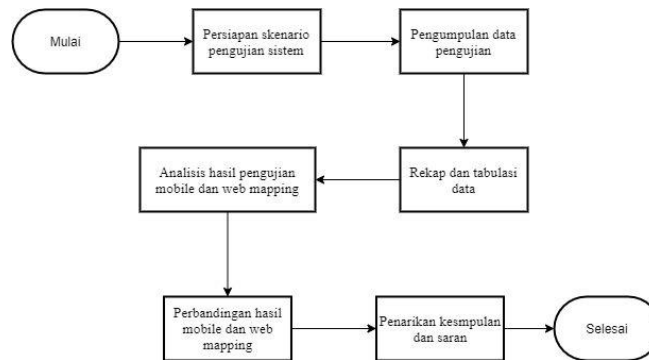 Mulai
Persiapan skenario
pengujian sistem
Pengumpulan data
pengujian
Rekap dan tabulasi
data
Analisis hasil pengujian
mobile dan web mapping
Perbandingan hasil
mobile dan web
mapping
Penarikan kesmpulan
dan saran
Selesai